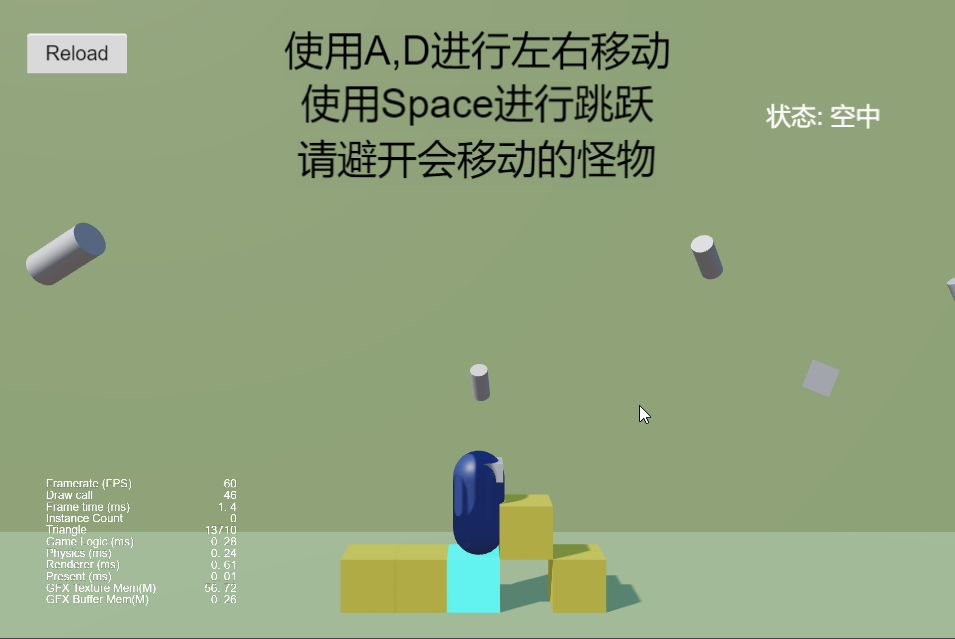 Reload
使用A,D进行左右移动
使用Space进行跳跃
请避开会移动的怪物
状态: 空中
Framerate (FPS) 60
Draw call 46
Frame time (ms) 1.4
Instance Count 0
Triangle 13710
Game Logic (ms) 0.28
Physics (ms) 0.24
Renderer (ms) 0.61
Present (ms) 0.01
GFX Texture Mem(M) 56.72
GFX Buffer Mem(M) 0.26